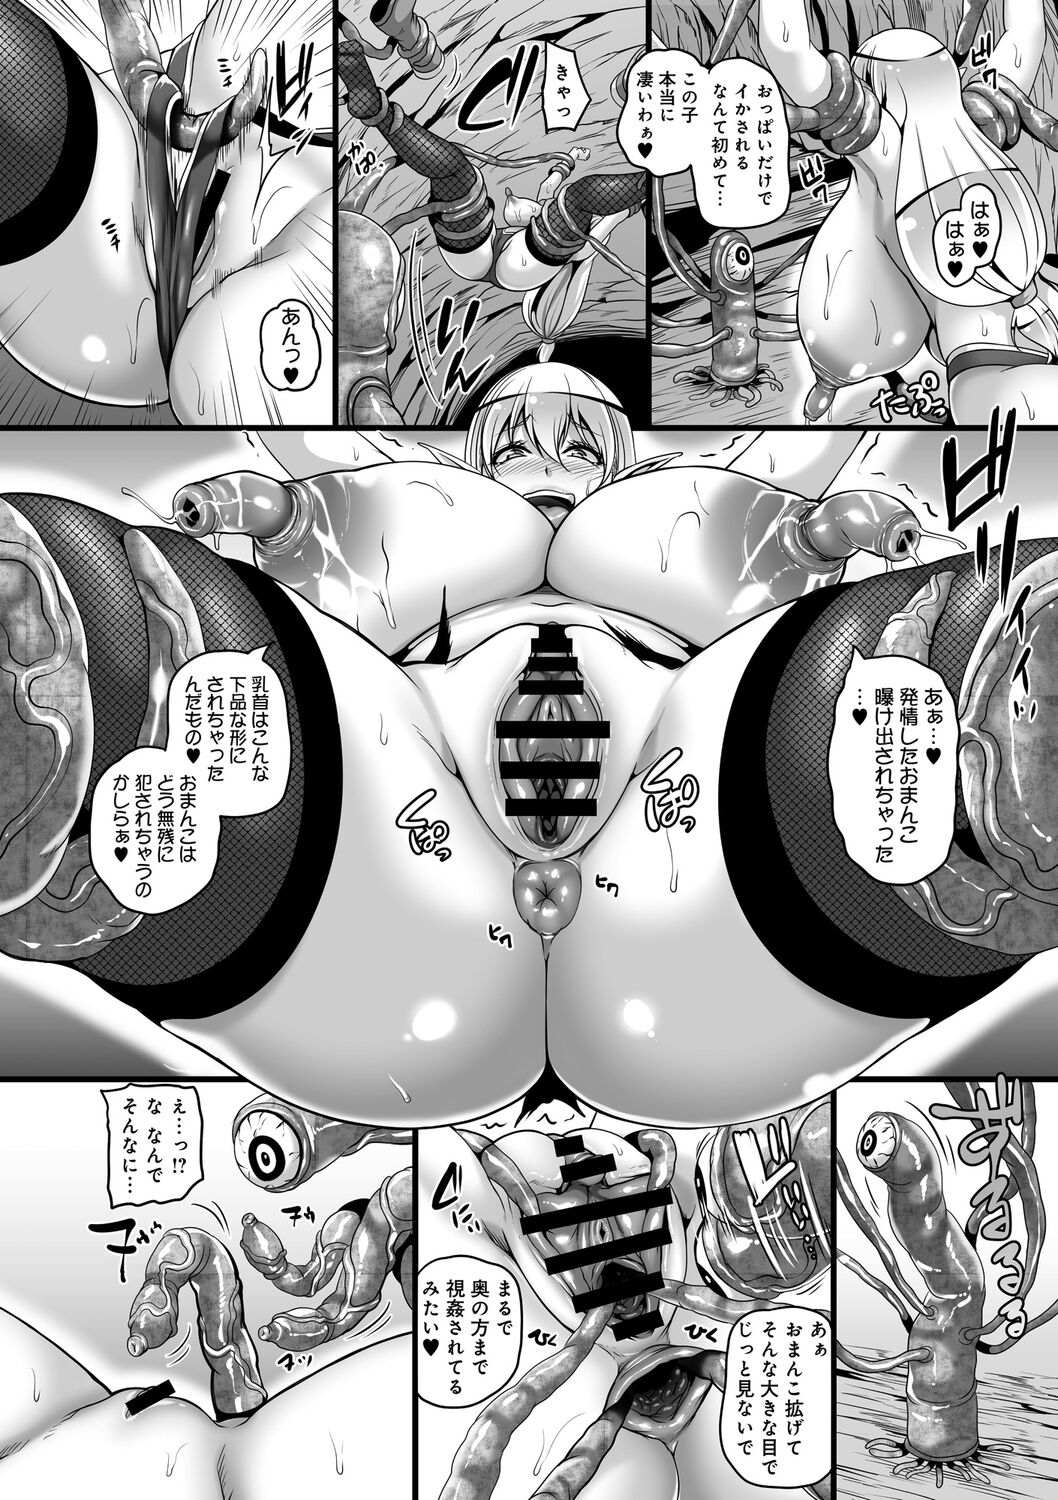 はぁ♥
はぁ♥
おっぱいだけで
イかされる
なんて初めて…
この子
本当に
凄いわぁ♥
たぷっ
きゃっ
あんっ♥
あぁ…♥
発情したおまんこ
曝け出されちゃった
…♥
乳首はこんな
下品な形に
されちゃった
んだもの♥
おまんこは
どう無残に
犯されちゃうの
かしらぁ♥
くぱっ
くぱっ
ヒク
ヒク
ずるるる
あぁ
おまんこ拡げて
そんな大きな目で
じっと見ないで
まるで
奥の方まで
視姦されてる
みたい♥
ひく
ひく
え…っ!?
な なんで
そんなに…